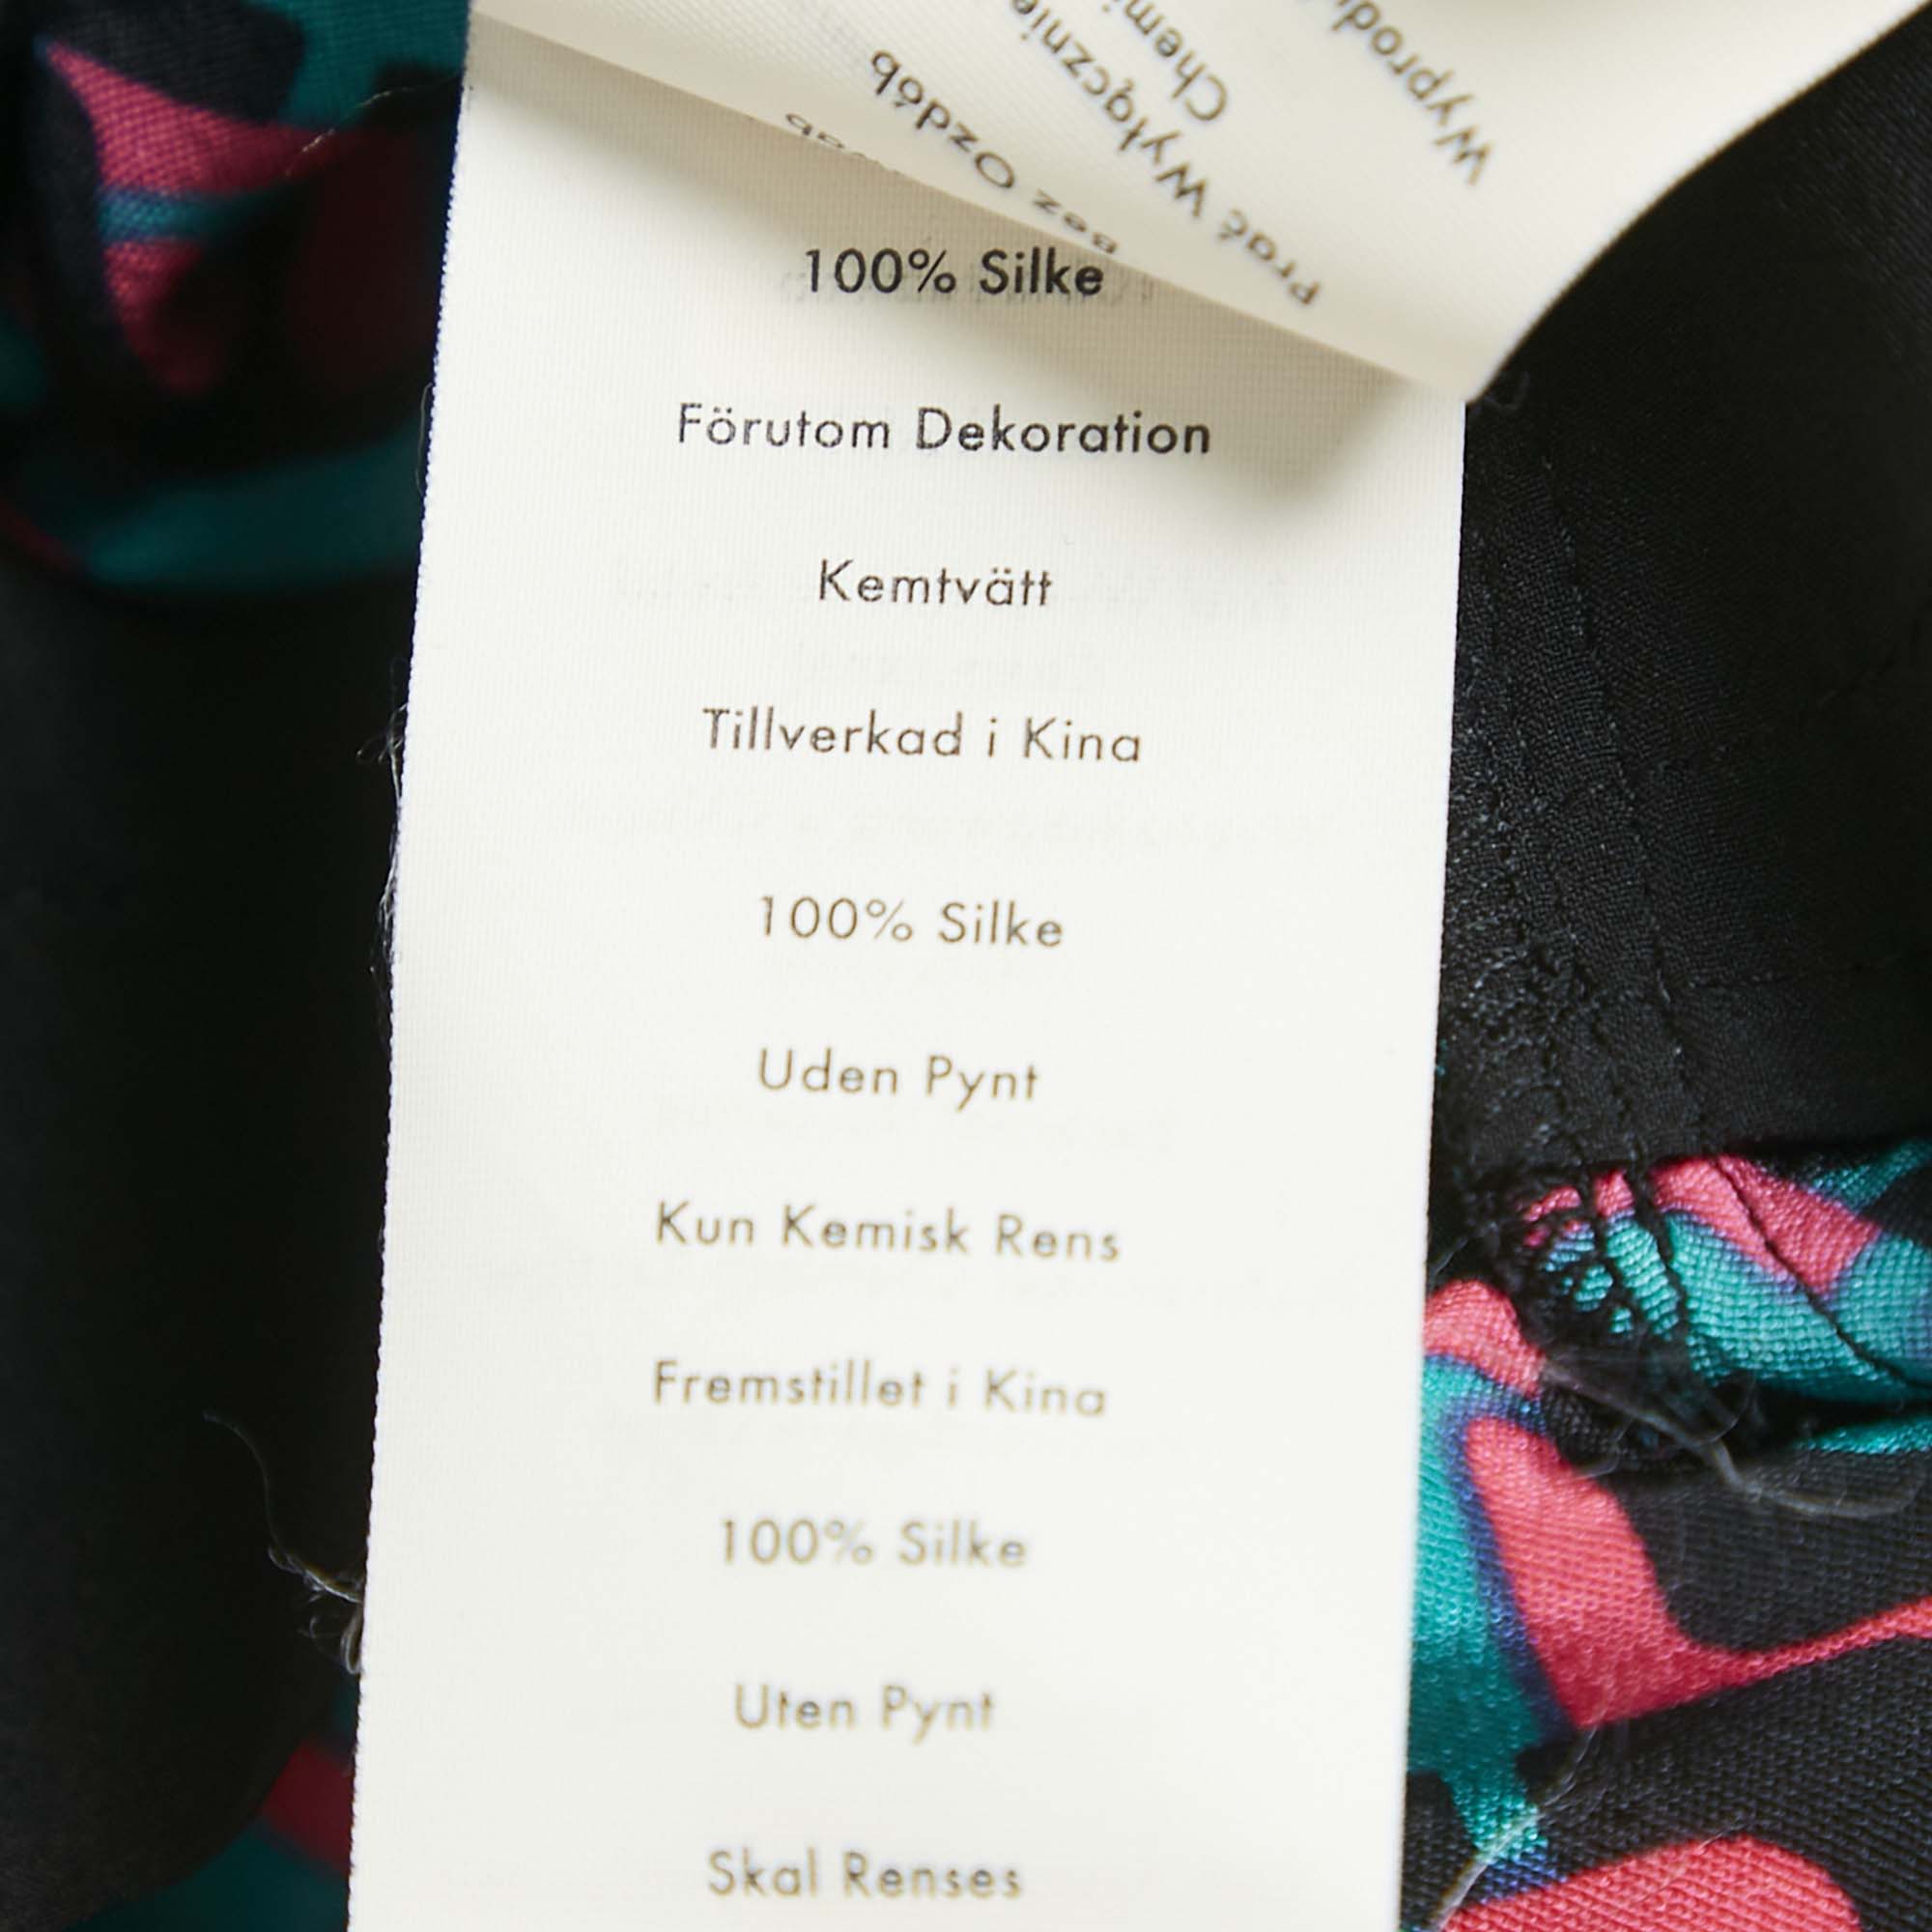 Wyprod
Chemi
Prać Wyłącznie
Bez Ozdób
100% Silke
Förutom Dekoration
Kemtvätt
Tillverkad i Kina
100% Silke
Uden Pynt
Kun Kemisk Rens
Fremstillet i Kina
100% Silke
Uten Pynt
Skal Renses